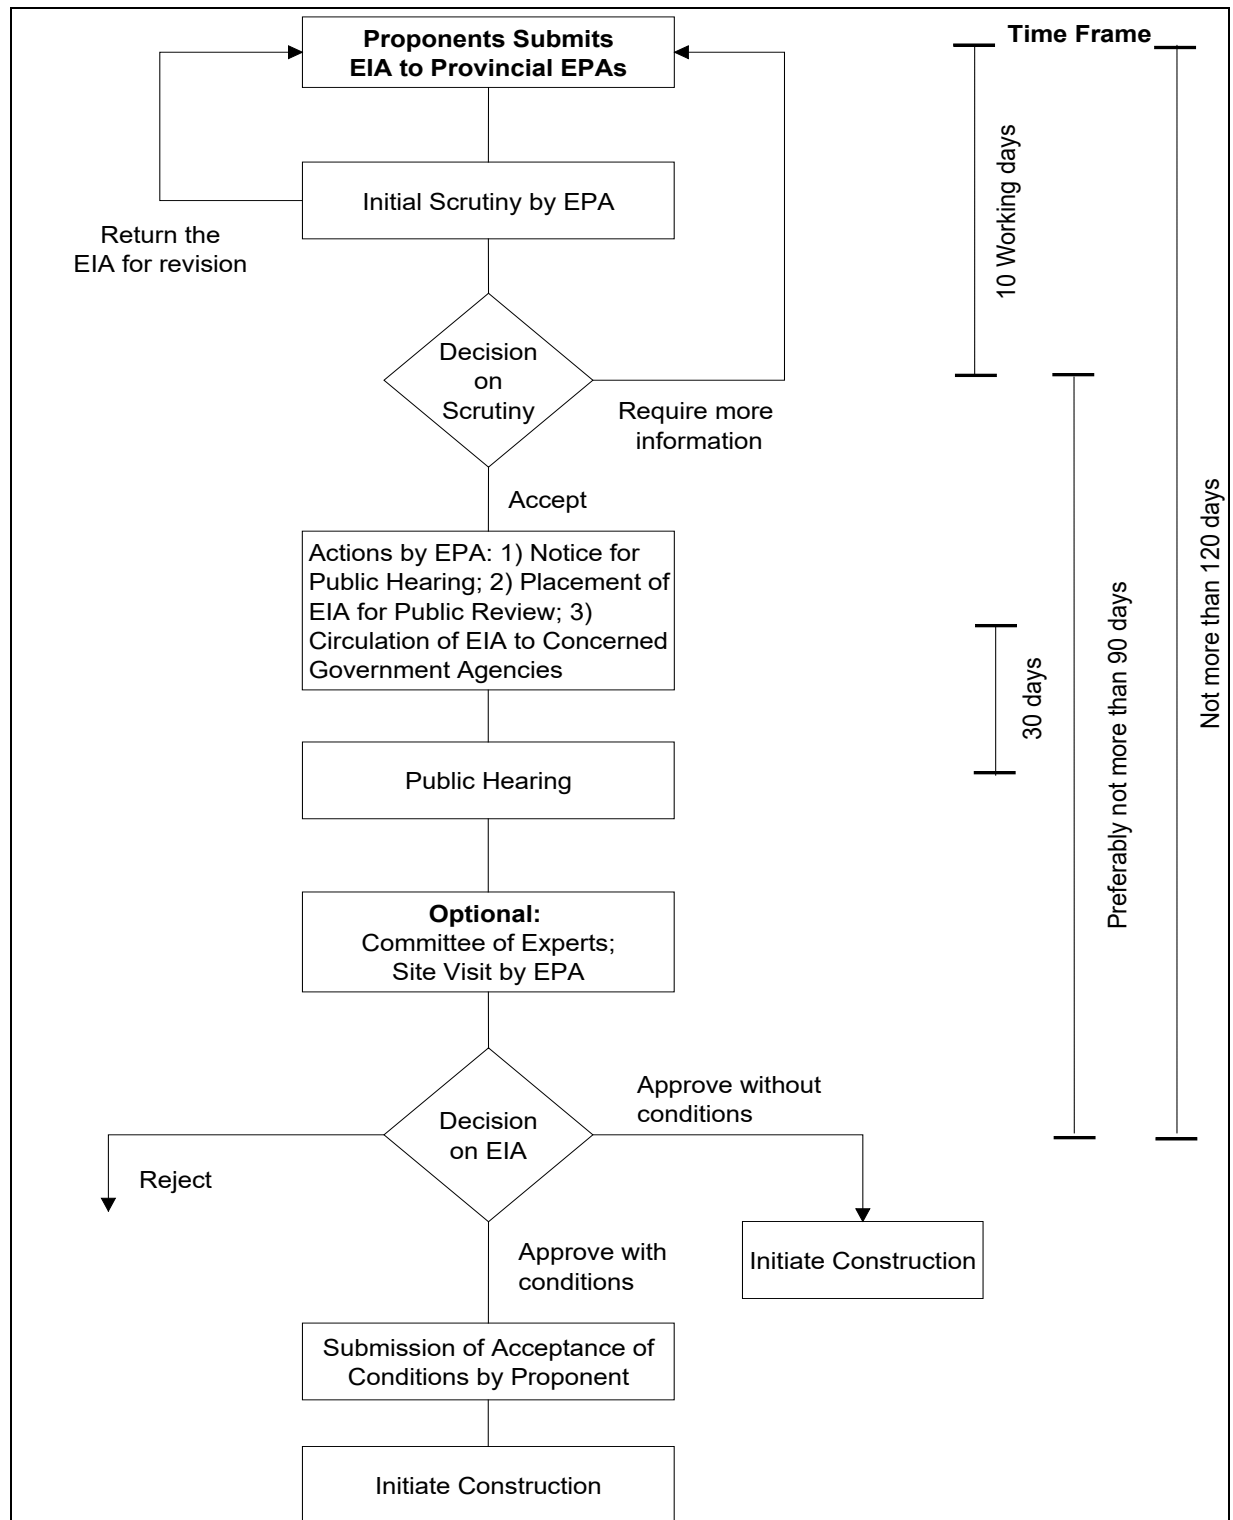 Time Frame
Proponents Submits
EIA to Provincial EPAs
Initial Scrutiny by EPA
Return the
EIA for revision
10 Working days
Decision
on
Scrutiny
Require more
information
Accept
Actions by EPA: 1) Notice for
Public Hearing; 2) Placement of
EIA for Public Review; 3)
Circulation of EIA to Concerned
Government Agencies
30 days
Preferably not more than 90 days
Not more than 120 days
Public Hearing
Optional:
Committee of Experts;
Site Visit by EPA
Decision
on EIA
Approve without
conditions
Reject
Initiate Construction
Approve with
conditions
Submission of Acceptance of
Conditions by Proponent
Initiate Construction